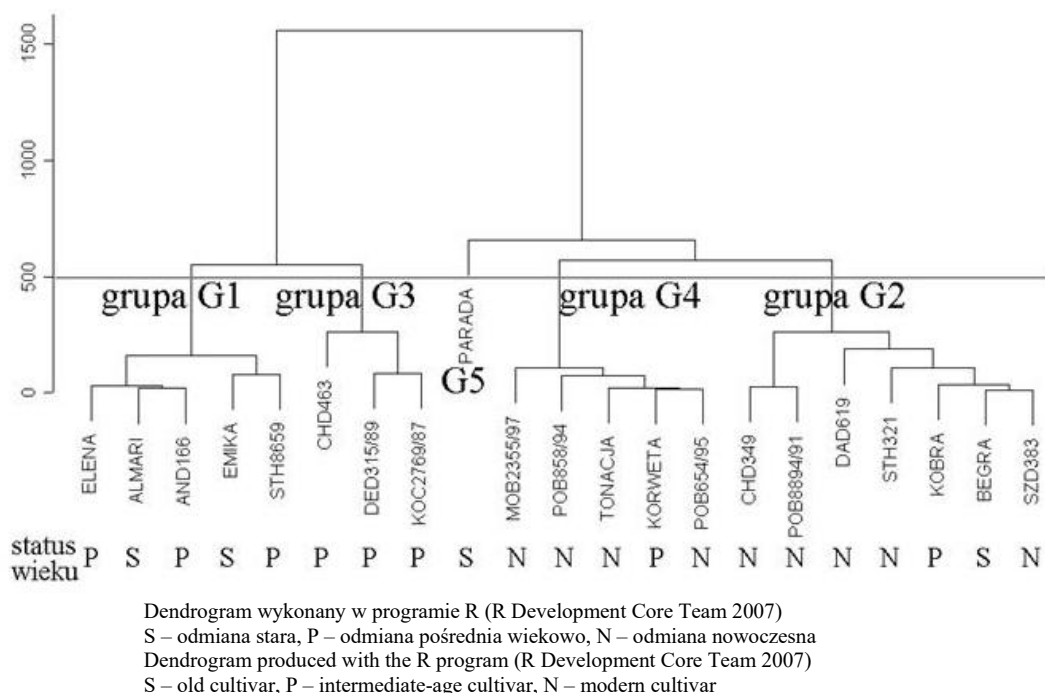 1500
1000
500
0
grupa G1
grupa G3
grupa G4
grupa G2
G5
ELENA
ALMARI
AND166
EMIKA
STH8659
CHD463
DED315/89
KOC2769/87
PARADA
MOB2355/97
POB858/94
TONACJA
KORWETA
POB654/95
CHD349
POB8894/91
DAD619
STH321
KOBRA
BEGRA
SZD383
status
wieku P S P S P P P P S N N N P N N N N N P S N
Dendrogram wykonany w programie R (R Development Core Team 2007)
S – odmiana stara, P – odmiana pośrednia wiekowo, N – odmiana nowoczesna
Dendrogram produced with the R program (R Development Core Team 2007)
S – old cultivar, P – intermediate-age cultivar, N – modern cultivar